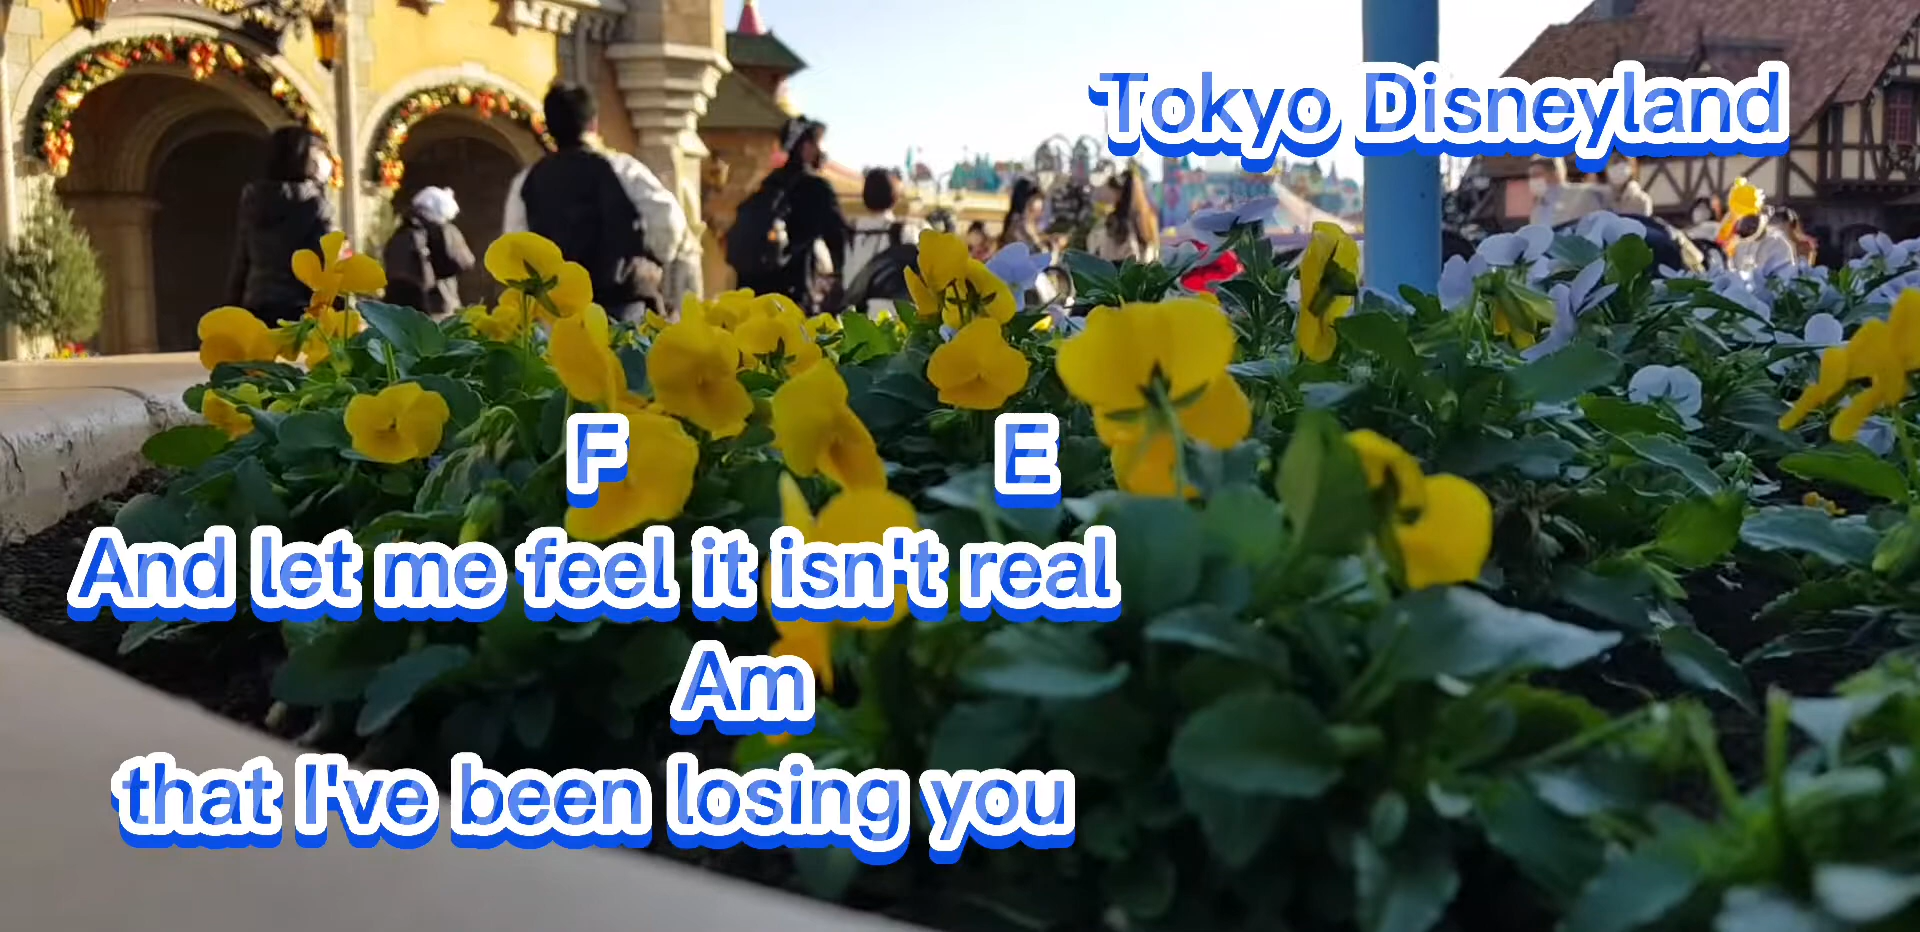 Tokyo Disneyland
F E
And let me feel it isn't real
Am
that I've been losing you